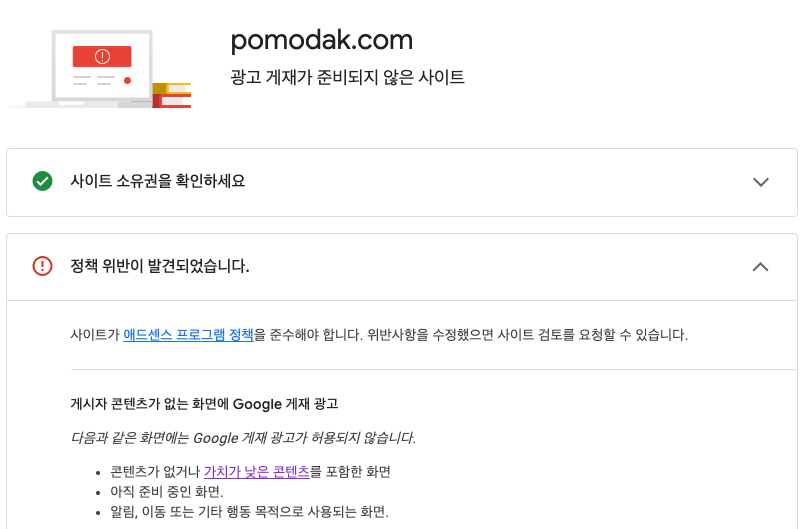 pomodak.com
광고 게재가 준비되지 않은 사이트
사이트 소유권을 확인하세요
정책 위반이 발견되었습니다.
사이트가 애드센스 프로그램 정책을 준수해야 합니다. 위반사항을 수정했으면 사이트 검토를 요청할 수 있습니다.
게시자 콘텐츠가 없는 화면에 Google 게재 광고
다음과 같은 화면에는 Google 게재 광고가 허용되지 않습니다.
• 콘텐츠가 없거나 가치가 낮은 콘텐츠를 포함한 화면
• 아직 준비 중인 화면.
• 알림, 이동 또는 기타 행동 목적으로 사용되는 화면.